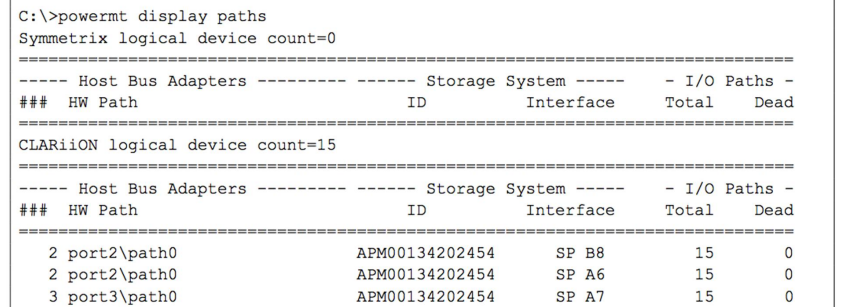 C:\>powermt display paths
Symmetrix logical device count=0
==============================================================================
----- Host Bus Adapters --------- ------ Storage System ----- - I/O Paths -
### HW Path ID Interface Total Dead
==============================================================================
CLARiiON logical device count=15
==============================================================================
----- Host Bus Adapters --------- ------ Storage System ----- - I/O Paths -
### HW Path ID Interface Total Dead
==============================================================================
2 port2\path0 APM00134202454 SP B8 15 0
2 port2\path0 APM00134202454 SP A6 15 0
3 port3\path0 APM00134202454 SP A7 15 0